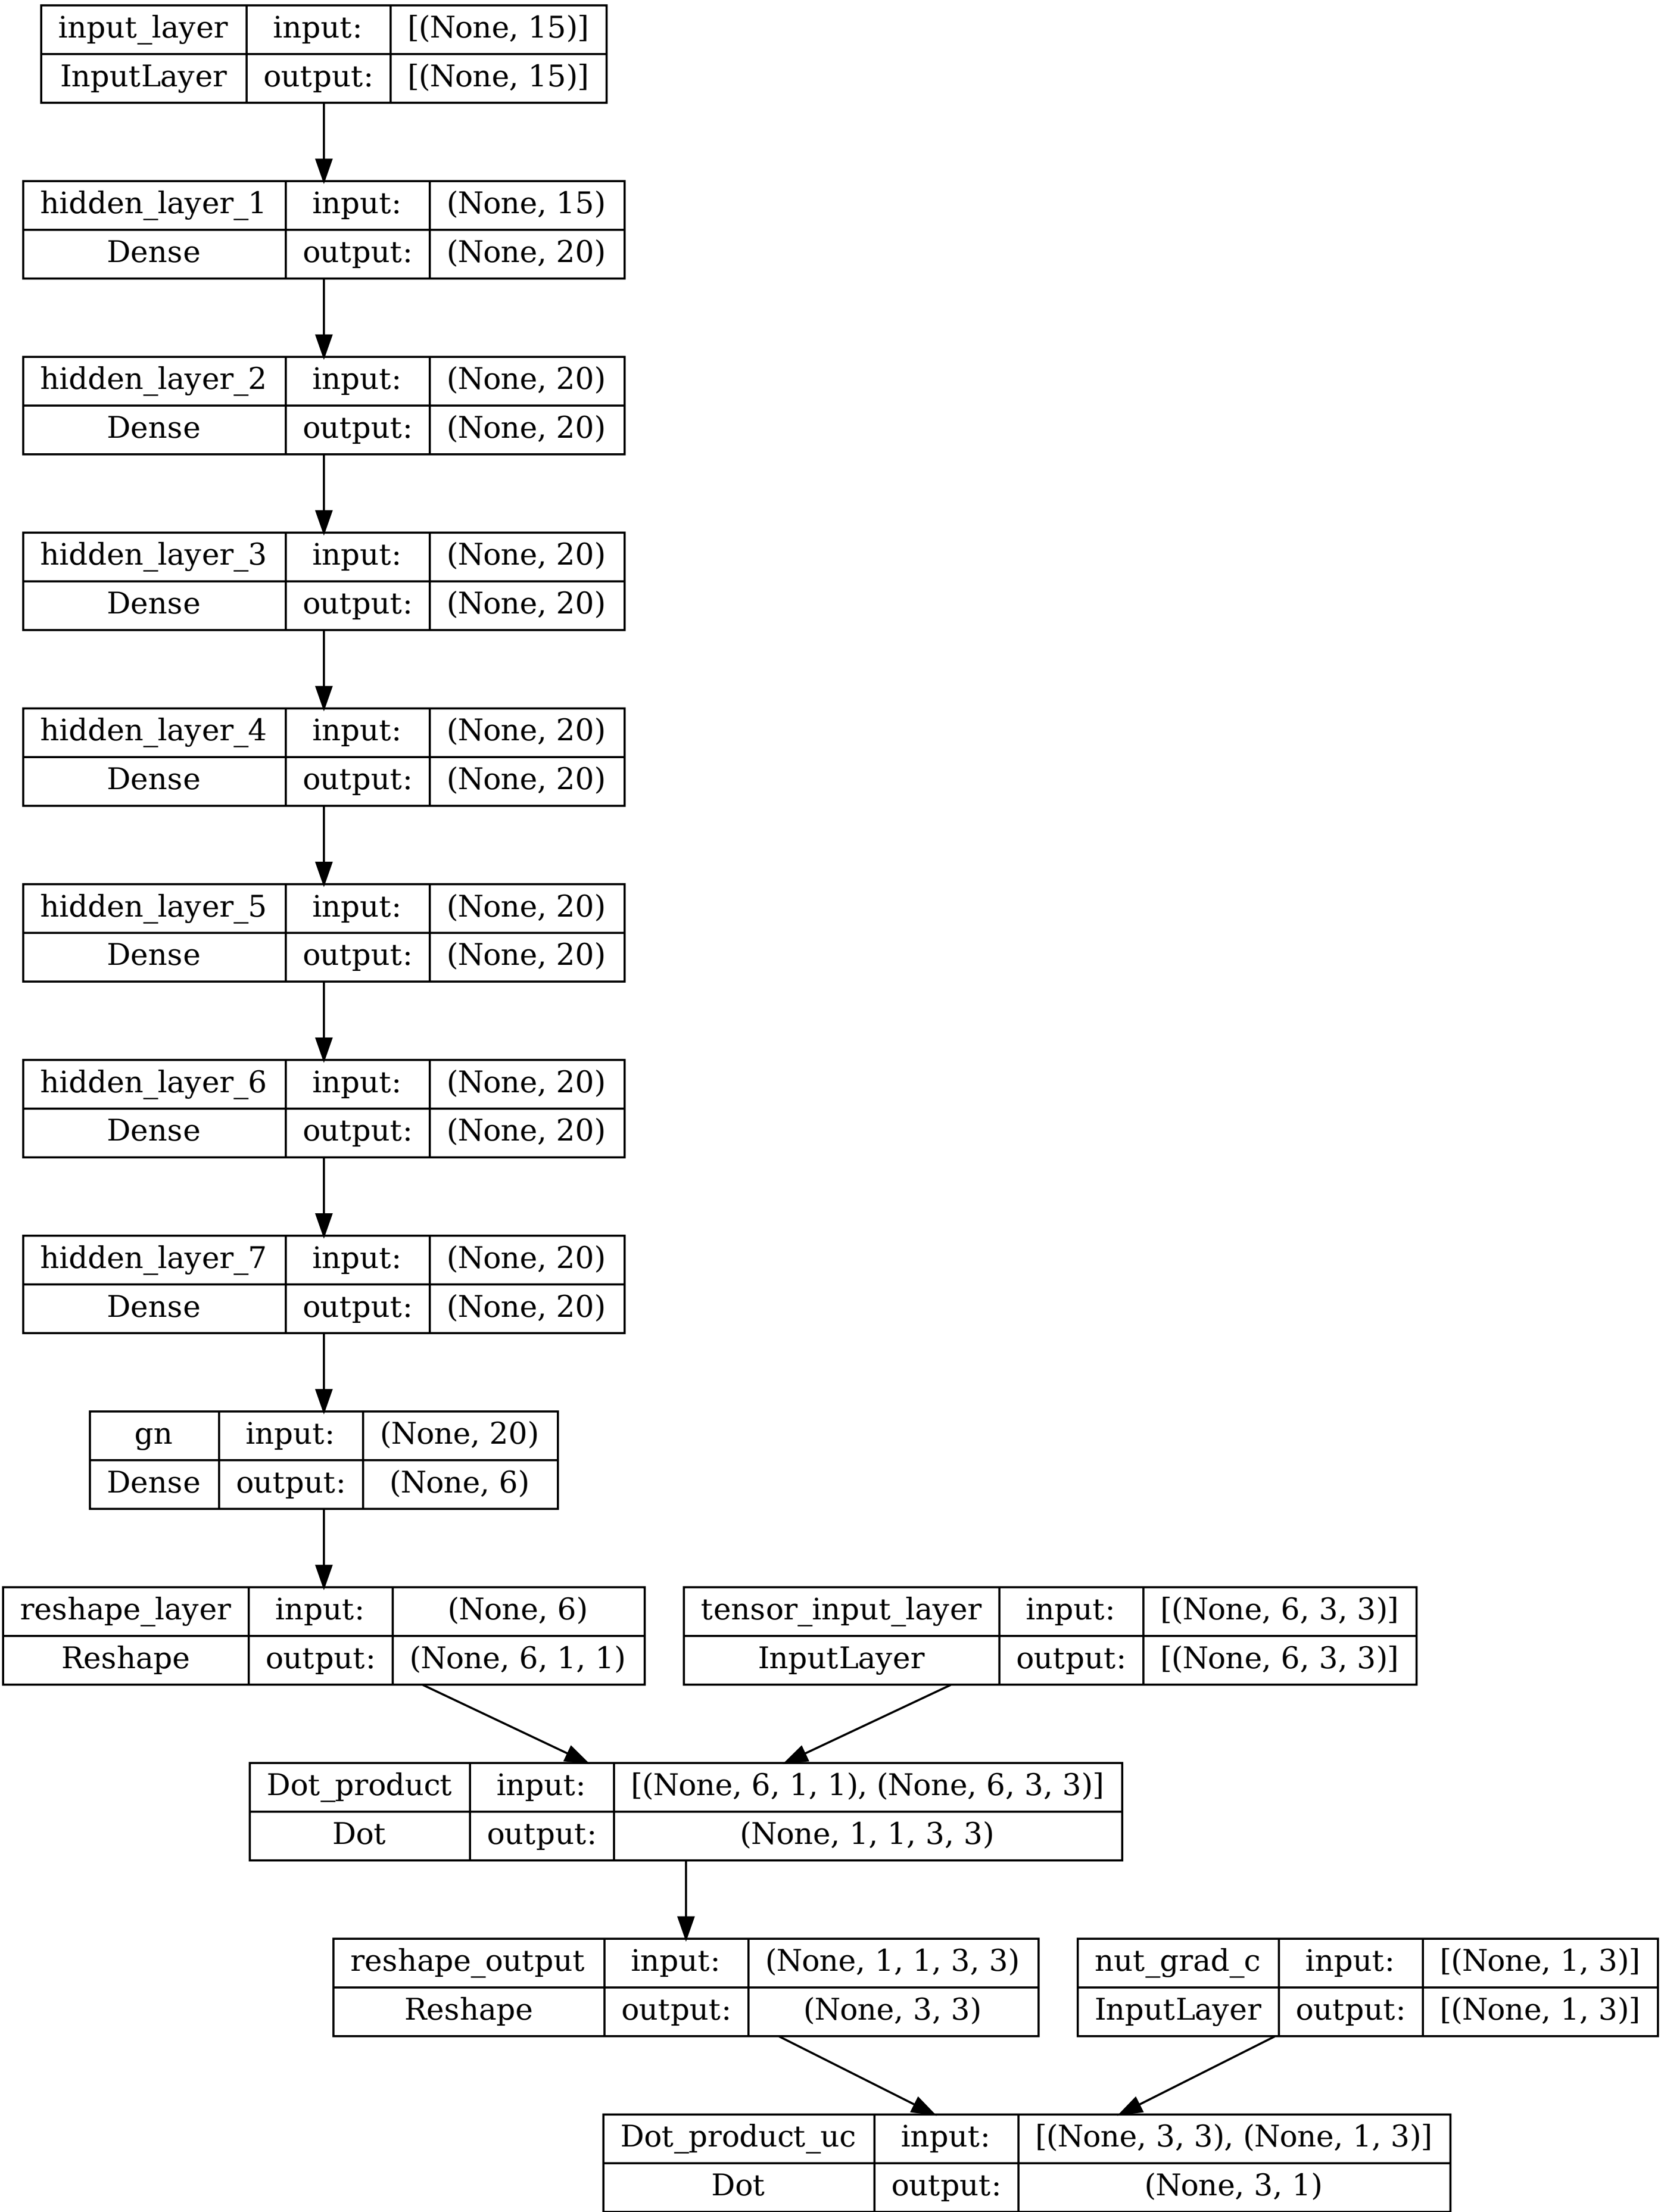 input_layer input: [(None, 15)]
InputLayer output: [(None, 15)]
hidden_layer_1 input: (None, 15)
Dense output: (None, 20)
hidden_layer_2 input: (None, 20)
Dense output: (None, 20)
hidden_layer_3 input: (None, 20)
Dense output: (None, 20)
hidden_layer_4 input: (None, 20)
Dense output: (None, 20)
hidden_layer_5 input: (None, 20)
Dense output: (None, 20)
hidden_layer_6 input: (None, 20)
Dense output: (None, 20)
hidden_layer_7 input: (None, 20)
Dense output: (None, 20)
gn input: (None, 20)
Dense output: (None, 6)
reshape_layer input: (None, 6)
Reshape output: (None, 6, 1, 1)
tensor_input_layer input: [(None, 6, 3, 3)]
InputLayer output: [(None, 6, 3, 3)]
Dot_product input: [(None, 6, 1, 1), (None, 6, 3, 3)]
Dot output: (None, 1, 1, 3, 3)
reshape_output input: (None, 1, 1, 3, 3)
Reshape output: (None, 3, 3)
nut_grad_c input: [(None, 1, 3)]
InputLayer output: [(None, 1, 3)]
Dot_product_uc input: [(None, 3, 3), (None, 1, 3)]
Dot output: (None, 3, 1)